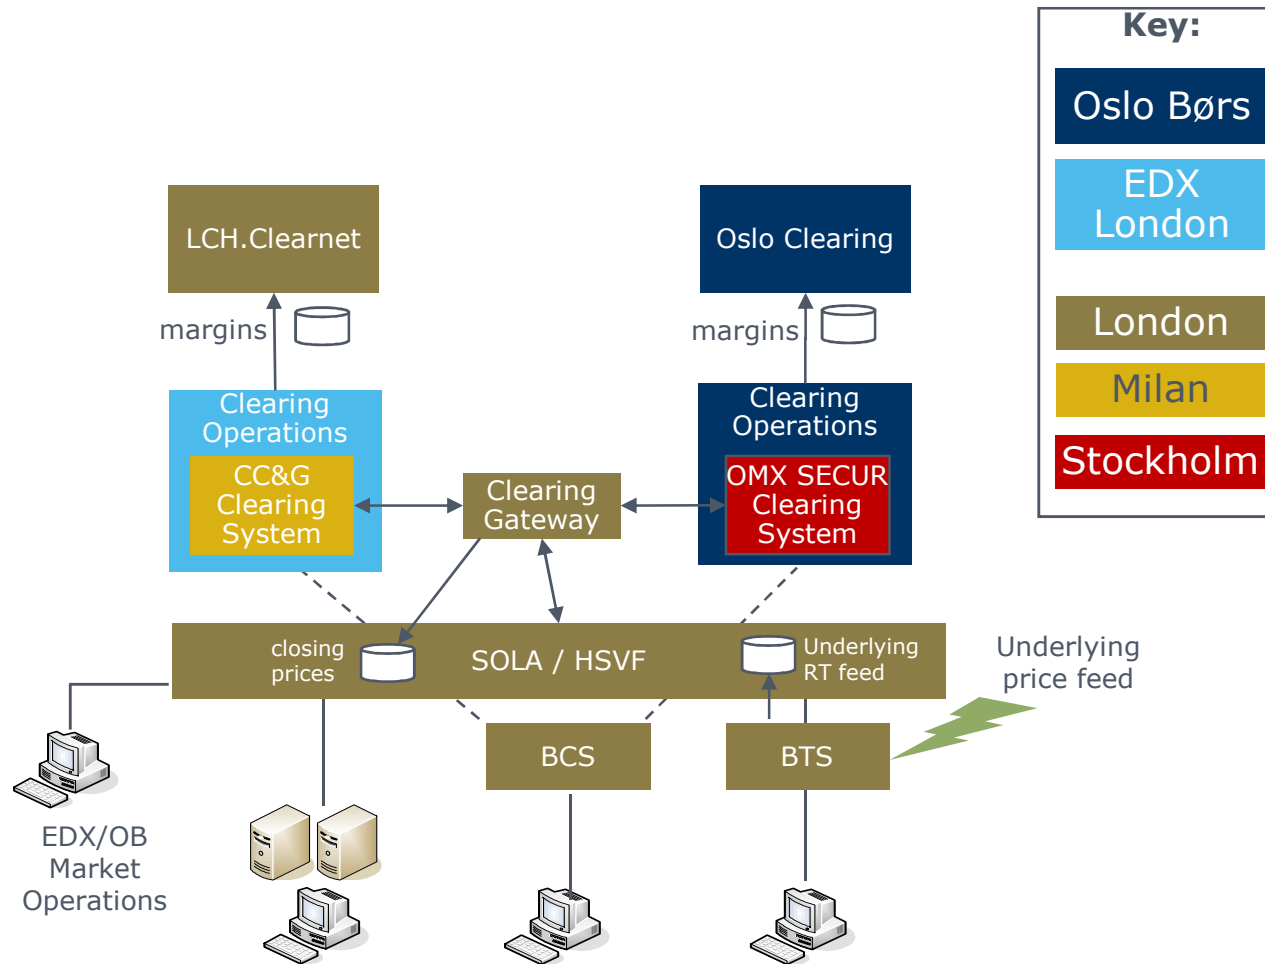 Key:
Oslo Børs
EDX
London
London
Milan
Stockholm
LCH.Clearnet
Oslo Clearing
margins
margins
Clearing
Operations
CC&G
Clearing
System
Clearing
Gateway
Clearing
Operations
OMX SECUR
Clearing
System
closing
prices
SOLA / HSVF
Underlying
RT feed
Underlying
price feed
BCS
BTS
EDX/OB
Market
Operations